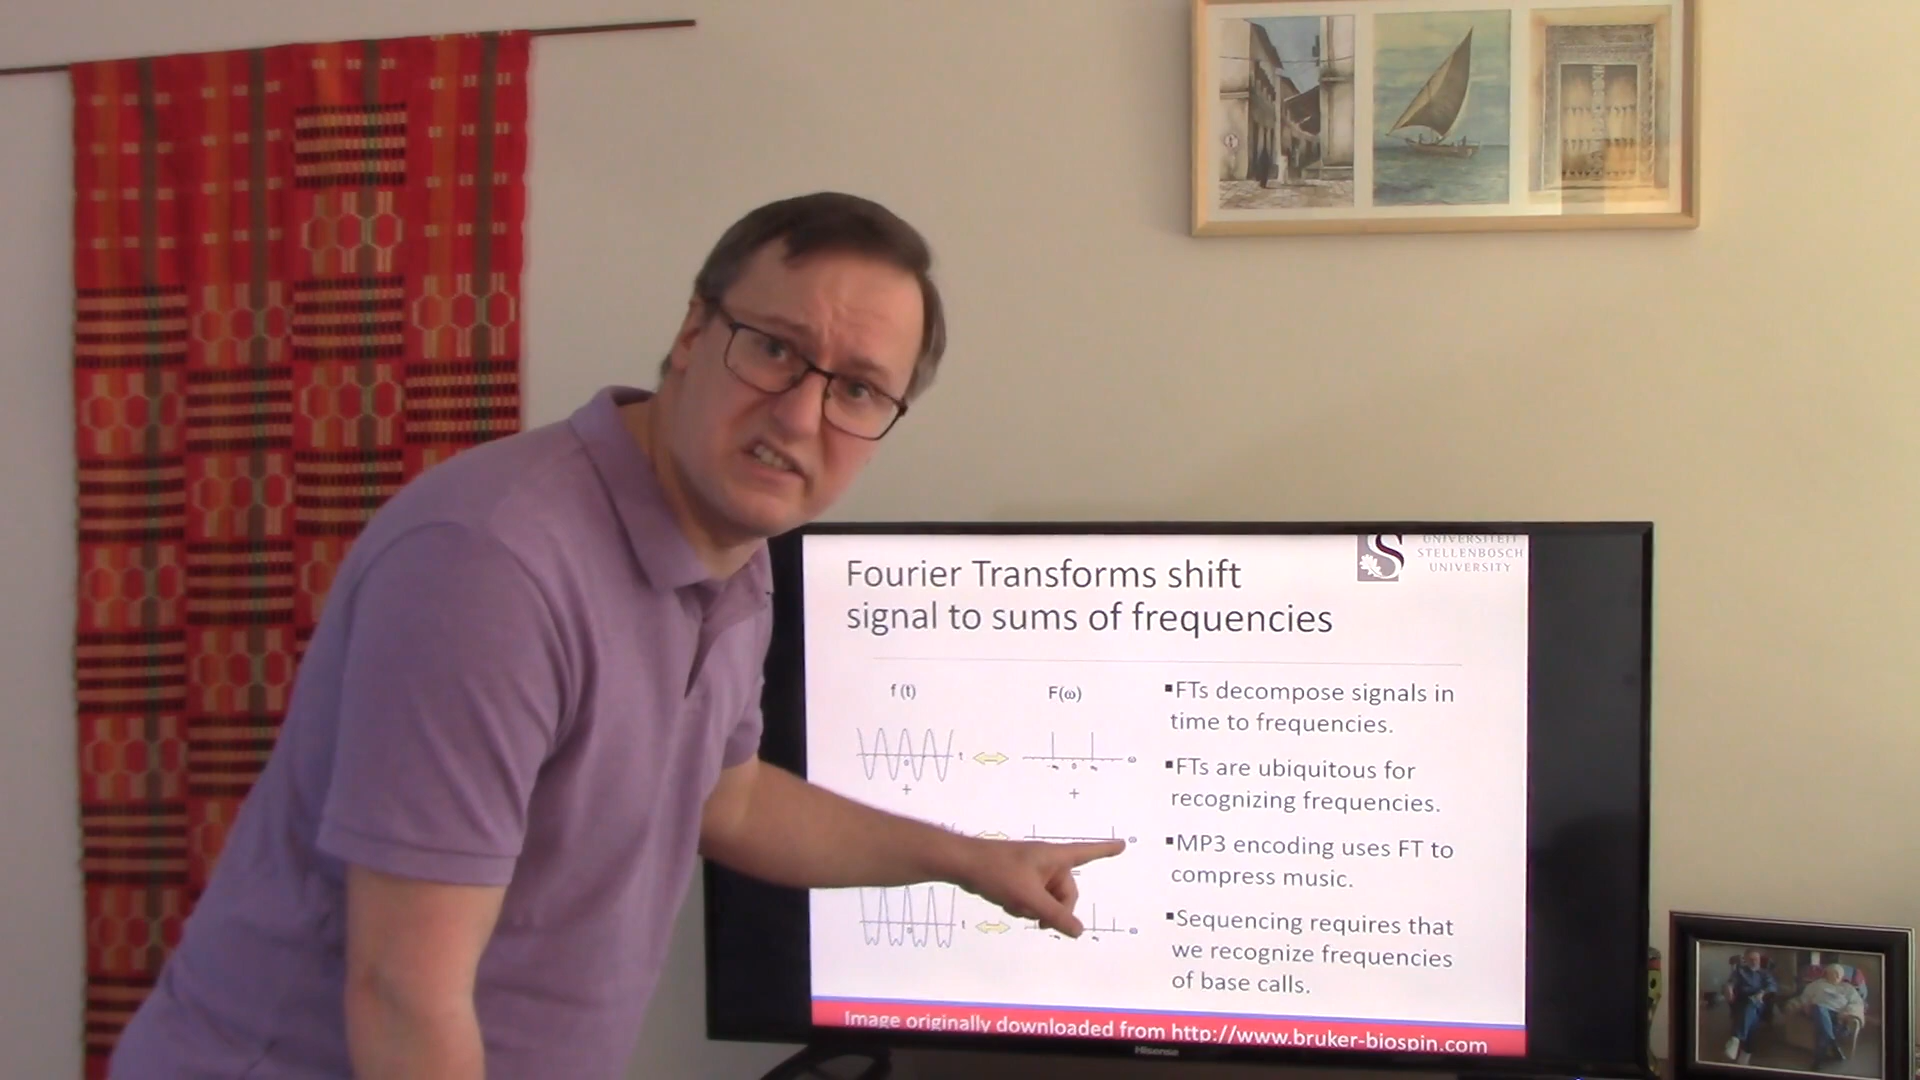 UNIVERSITEIT
STELLENBOSCH
UNIVERSITY
Fourier Transforms shift
signal to sums of frequencies
f (t)
F(ω)
▪FTs decompose signals in
time to frequencies.
▪FTs are ubiquitous for
recognizing frequencies.
▪MP3 encoding uses FT to
compress music.
▪Sequencing requires that
we recognize frequencies
of base calls.
t
0
ω
+
+
ω
=
t
ω
Image originally downloaded from http://www.bruker-biospin.com
Hisense